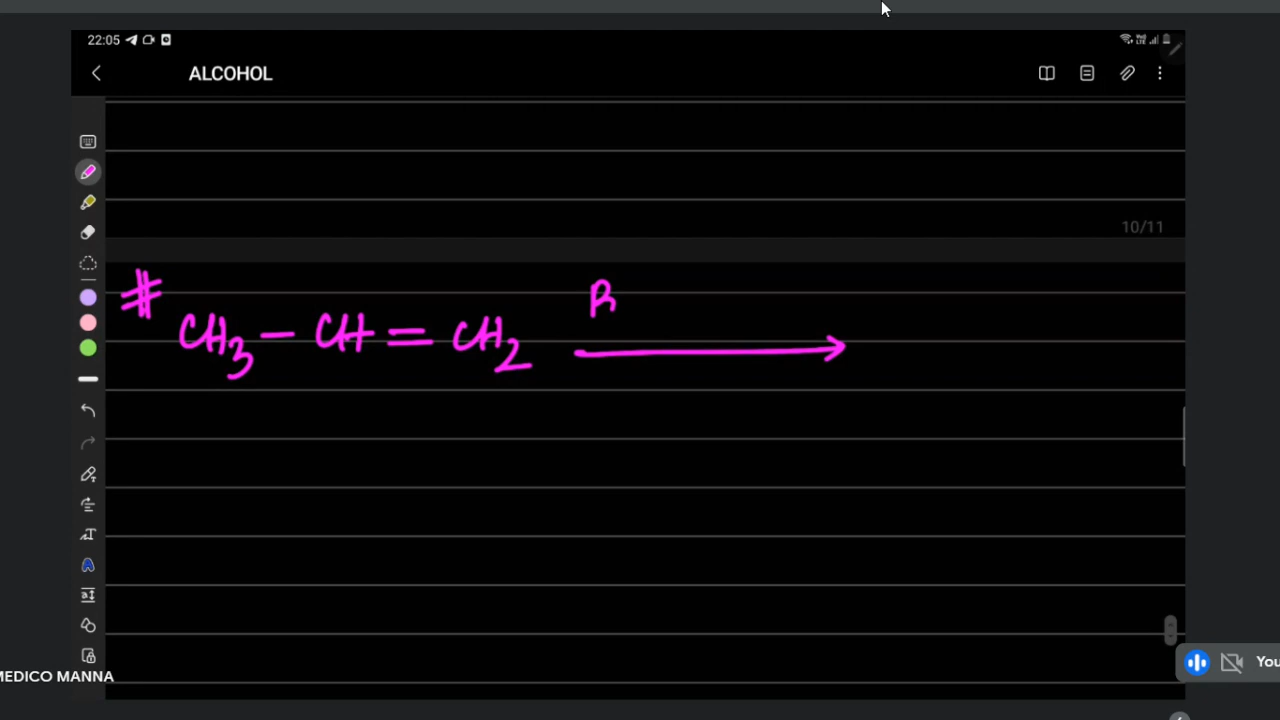 22:05
ALCOHOL
10/11
#
CH3 - CH = CH2 R →
MEDICO MANNA
You